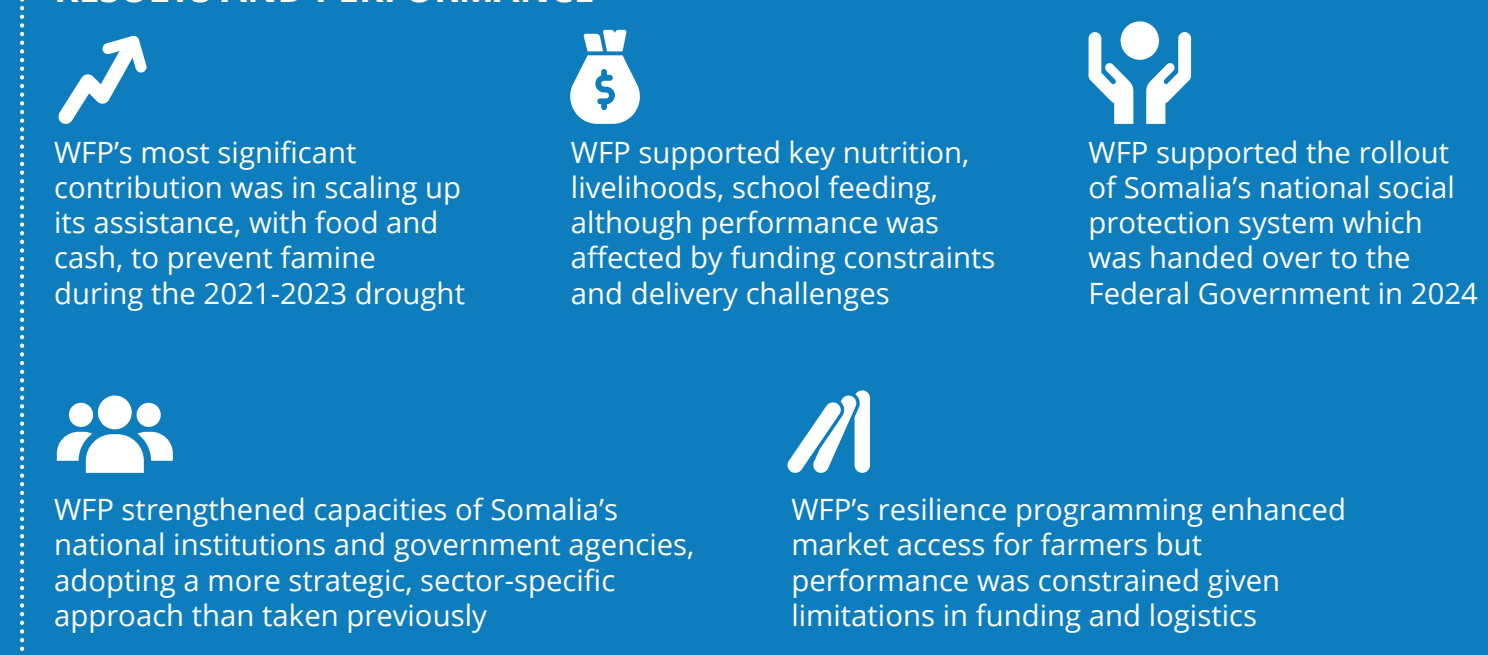 RESULTS AND PERFORMANCE
WFP's most significant
contribution was in scaling up
its assistance, with food and
cash, to prevent famine
during the 2021-2023 drought
WFP supported key nutrition,
livelihoods, school feeding,
although performance was
affected by funding constraints
and delivery challenges
WFP supported the rollout
of Somalia's national social
protection system which
was handed over to the
Federal Government in 2024
WFP strengthened capacities of Somalia's
national institutions and government agencies,
adopting a more strategic, sector-specific
approach than taken previously
WFP's resilience programming enhanced
market access for farmers but
performance was constrained given
limitations in funding and logistics